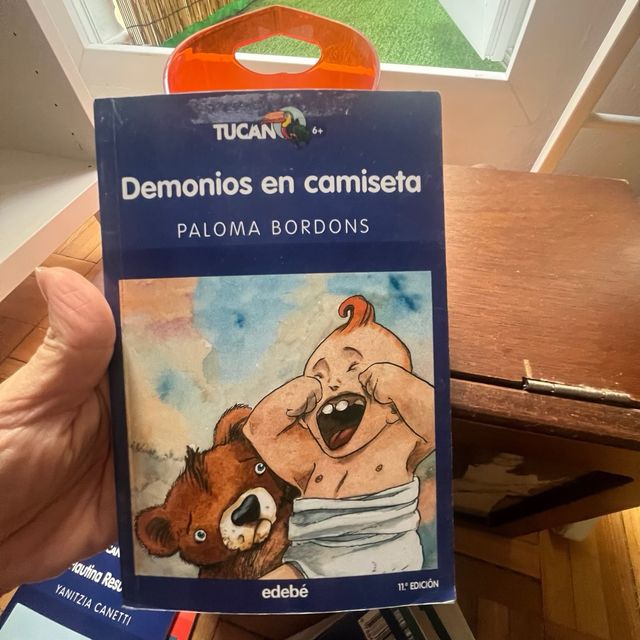 TUCAN 6+
Demonios en camiseta
PALOMA BORDONS
edebé
11.ª EDICIÓN
YANITZIA CANETTI